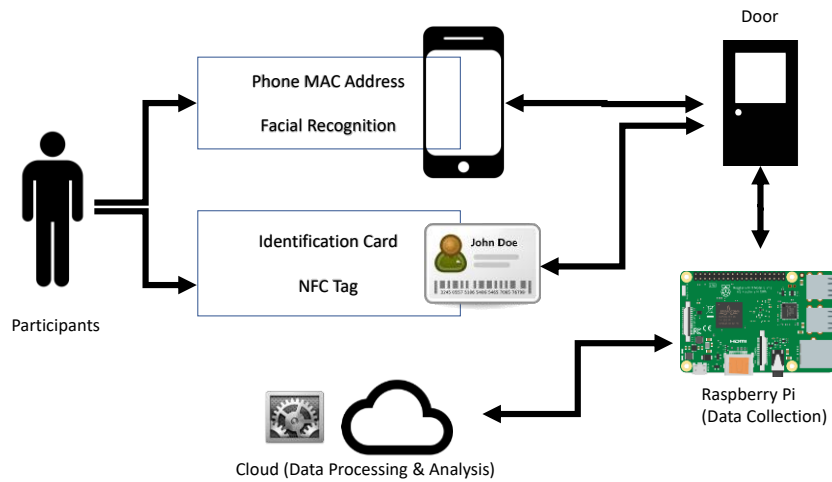 Door
Phone MAC Address
Facial Recognition
Identification Card
NFC Tag
John Doe
Participants
HDMI
Raspberry Pi
(Data Collection)
Cloud (Data Processing & Analysis)